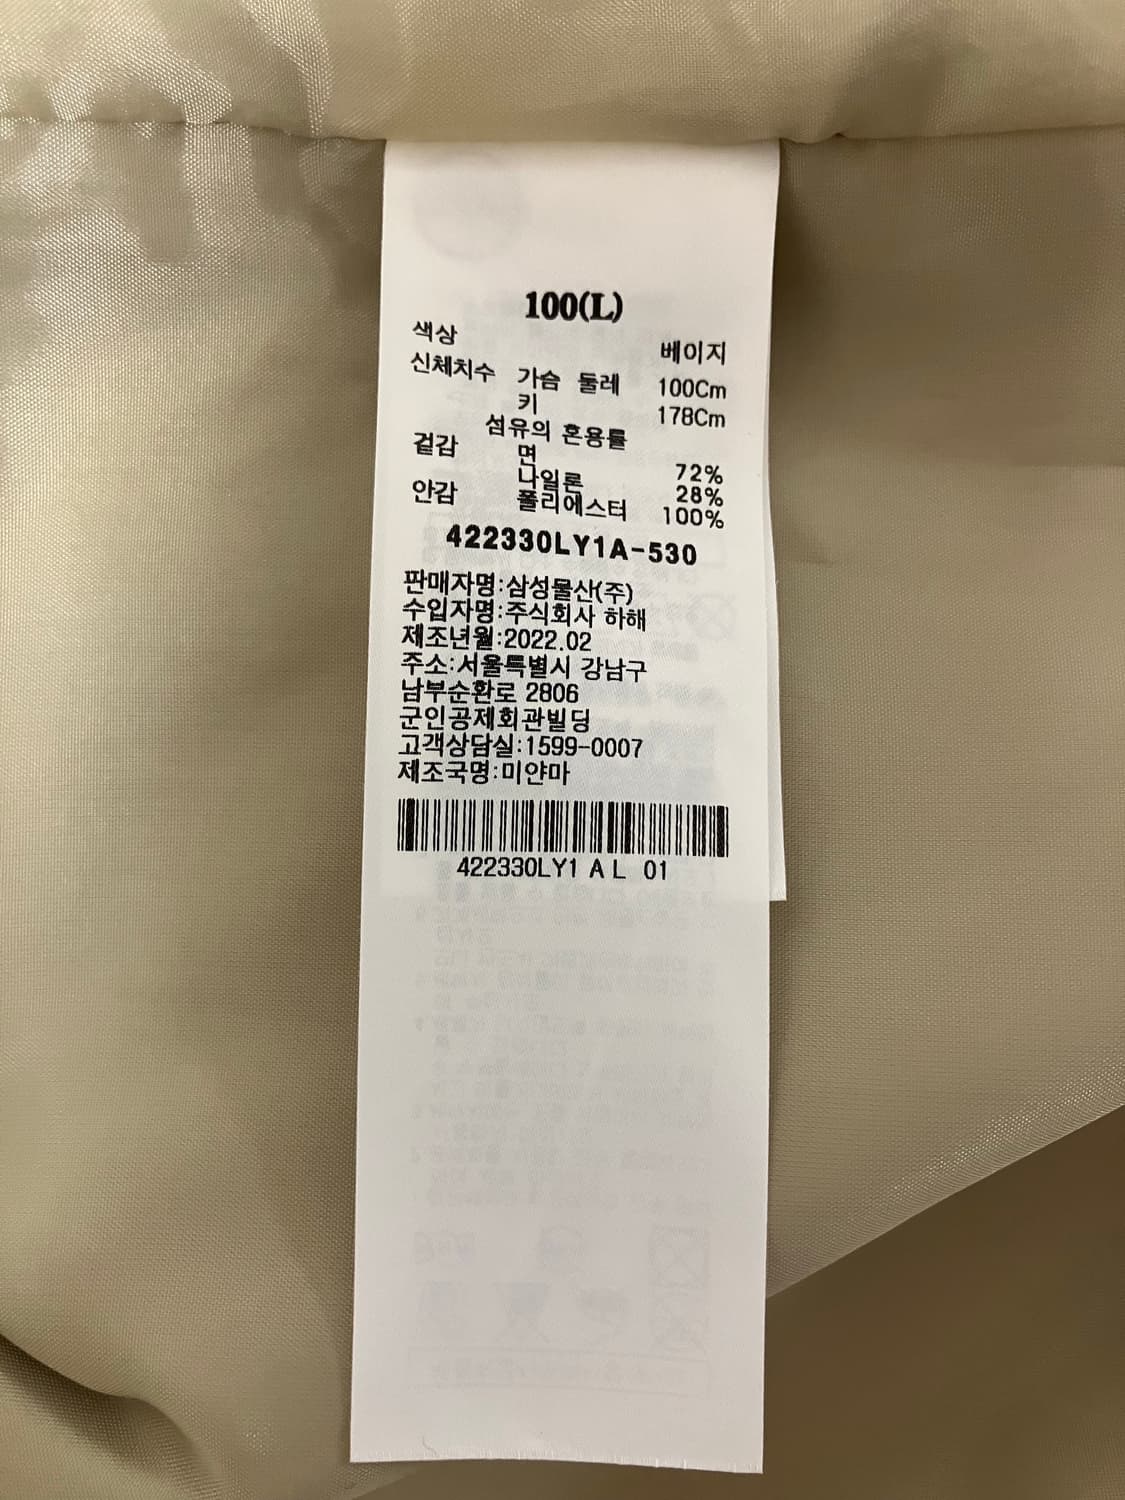 100(L)
색상 베이지
신체치수 가슴 둘레 100Cm
키 178Cm
섬유의 혼용률
겉감 면 72%
나일론 28%
안감 폴리에스터 100%
422330LY1A-530
판매자명:삼성물산(주)
수입자명:주식회사 하해
제조년월:2022.02
주소:서울특별시 강남구
남부순환로 2806
군인공제회관빌딩
고객상담실:1599-0007
제조국명:미얀마
422330LY1 A L 01